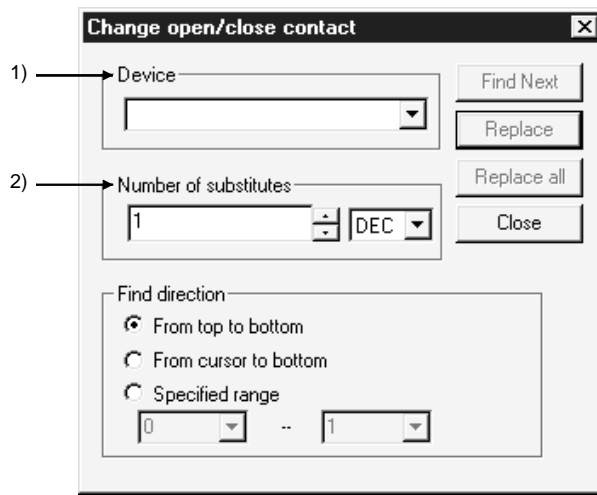 Change open/close contact
1)
Device
Find Next
Replace
2)
Number of substitutes
Replace all
1
DEC
Close
Find direction
From top to bottom
From cursor to bottom
Specified range
0 -- 1